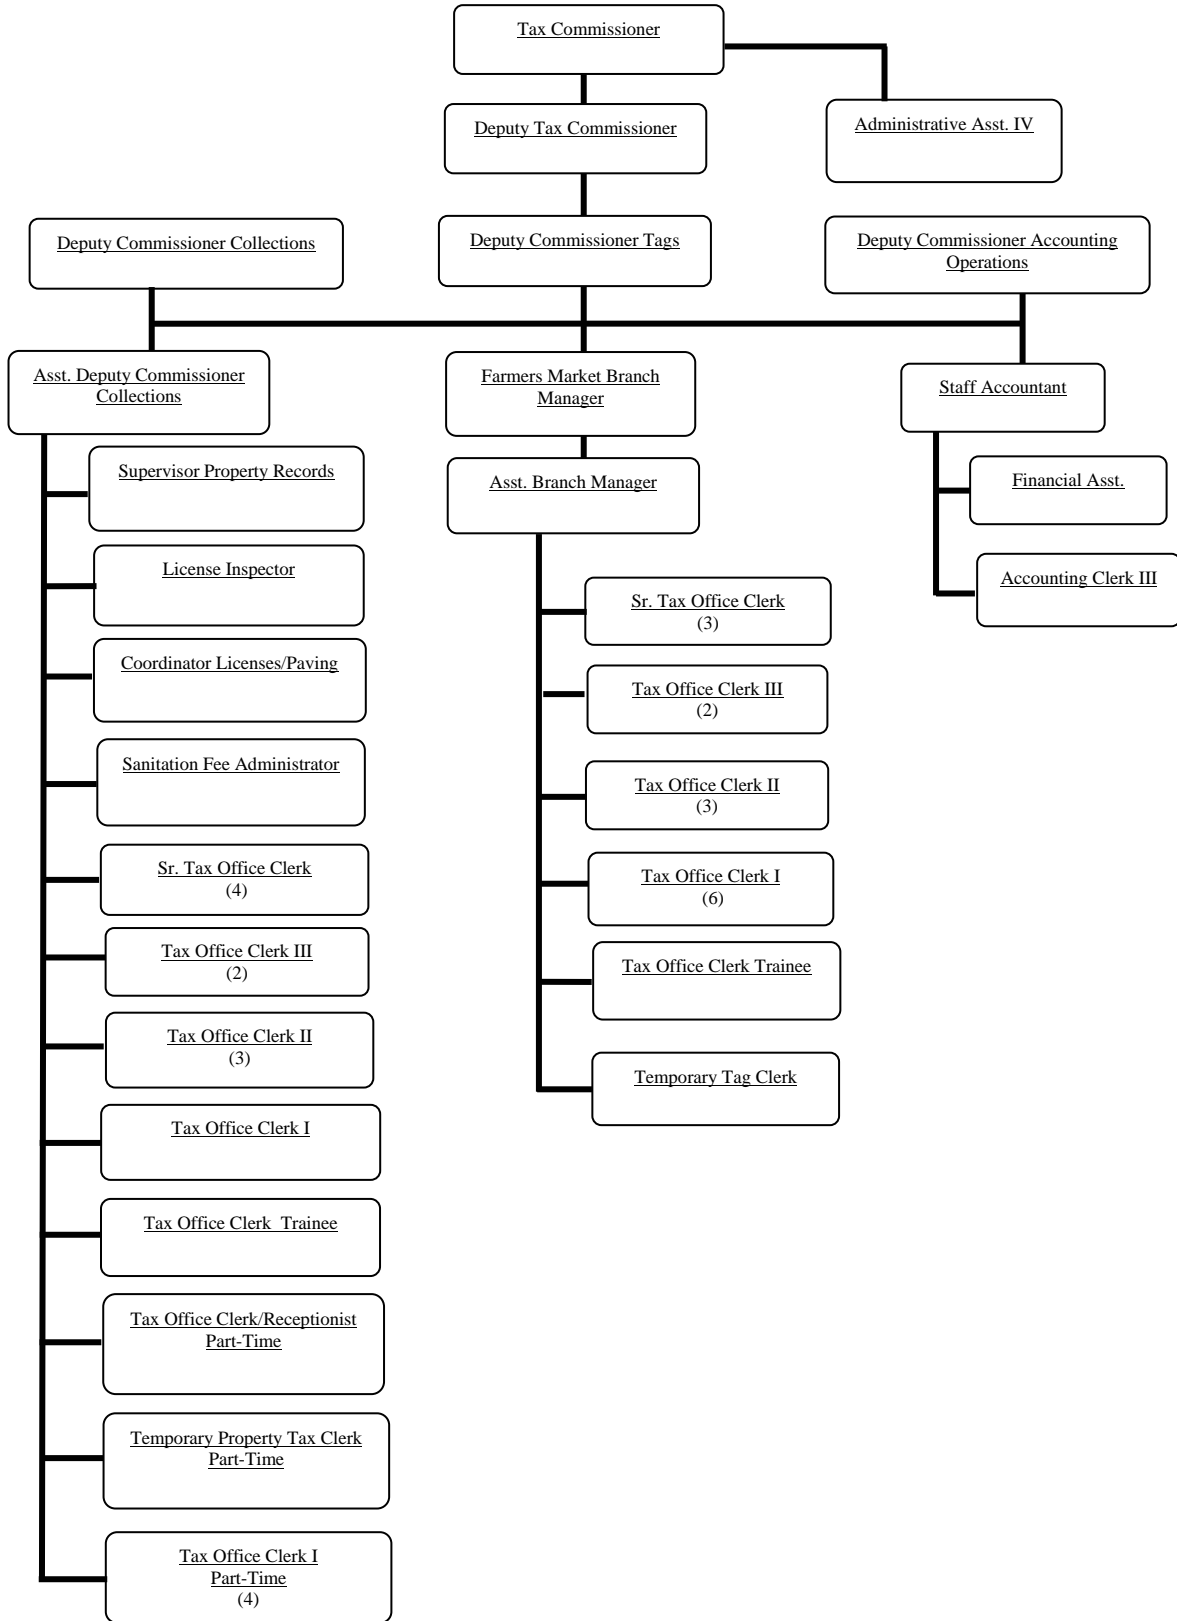 Tax Commissioner
Deputy Tax Commissioner
Administrative Asst. IV
Deputy Commissioner Collections
Deputy Commissioner Tags
Deputy Commissioner Accounting
Operations
Asst. Deputy Commissioner
Collections
Supervisor Property Records
License Inspector
Coordinator Licenses/Paving
Sanitation Fee Administrator
Sr. Tax Office Clerk
(4)
Tax Office Clerk III
(2)
Tax Office Clerk II
(3)
Tax Office Clerk I
Tax Office Clerk  Trainee
Tax Office Clerk/Receptionist
Part-Time
Temporary Property Tax Clerk
Part-Time
Tax Office Clerk I
Part-Time
(4)
Farmers Market Branch
Manager
Asst. Branch Manager
Sr. Tax Office Clerk
(3)
Tax Office Clerk III
(2)
Tax Office Clerk II
(3)
Tax Office Clerk I
(6)
Tax Office Clerk Trainee
Temporary Tag Clerk
Staff Accountant
Financial Asst.
Accounting Clerk III